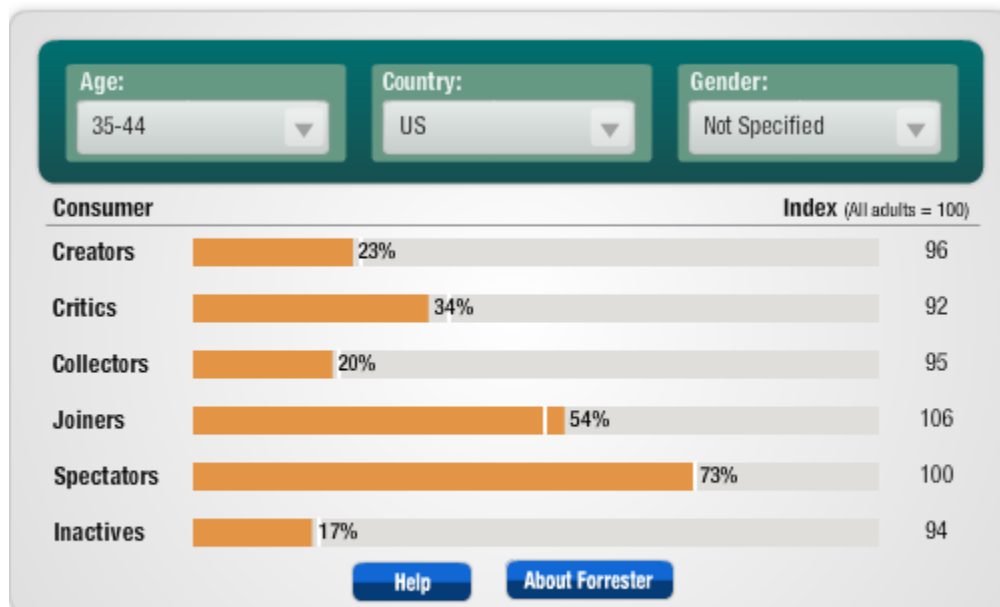 Age: Country: Gender:
35-44 US Not Specified
Consumer Index (All adults = 100)
Creators 23% 96
Critics 34% 92
Collectors 20% 95
Joiners 54% 106
Spectators 73% 100
Inactives 17% 94
Help About Forrester